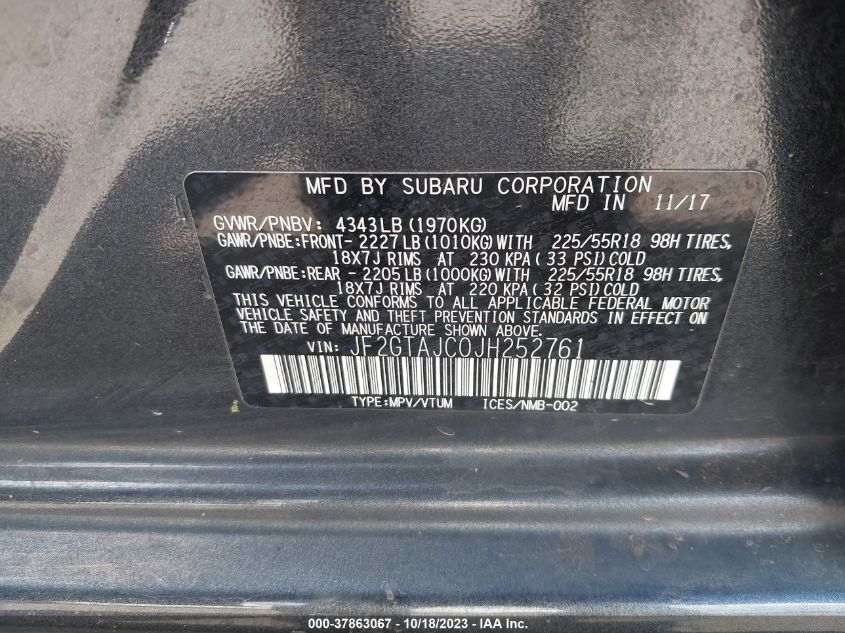 MFD BY SUBARU CORPORATION
MFD IN 11/17
GVWR/PNBV: 4343LB (1970KG)
GAWR/PNBE:FRONT- 2227LB (1010KG) WITH 225/55R18 98H TIRES,
18X7J RIMS AT 230 KPA ( 33 PSI) COLD
GAWR/PNBE:REAR - 2205LB (1000KG) WITH 225/55R18 98H TIRES,
18X7J RIMS AT 220 KPA ( 32 PSI) COLD
THIS VEHICLE CONFORMS TO ALL APPLICABLE FEDERAL MOTOR
VEHICLE SAFETY AND THEFT PREVENTION STANDARDS IN EFFECT ON
THE DATE OF MANUFACTURE SHOWN ABOVE.
VIN: JF2GTAJC0JH252761
TYPE:MPV/VTUM ICES/NMB-002
000-37863067 - 10/18/2023 - IAA Inc.